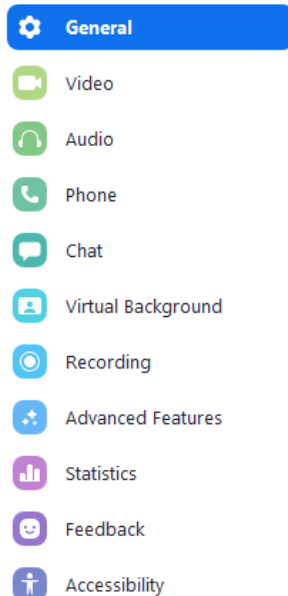 General
Video
Audio
Phone
Chat
Virtual Background
Recording
Advanced Features
Statistics
Feedback
Accessibility